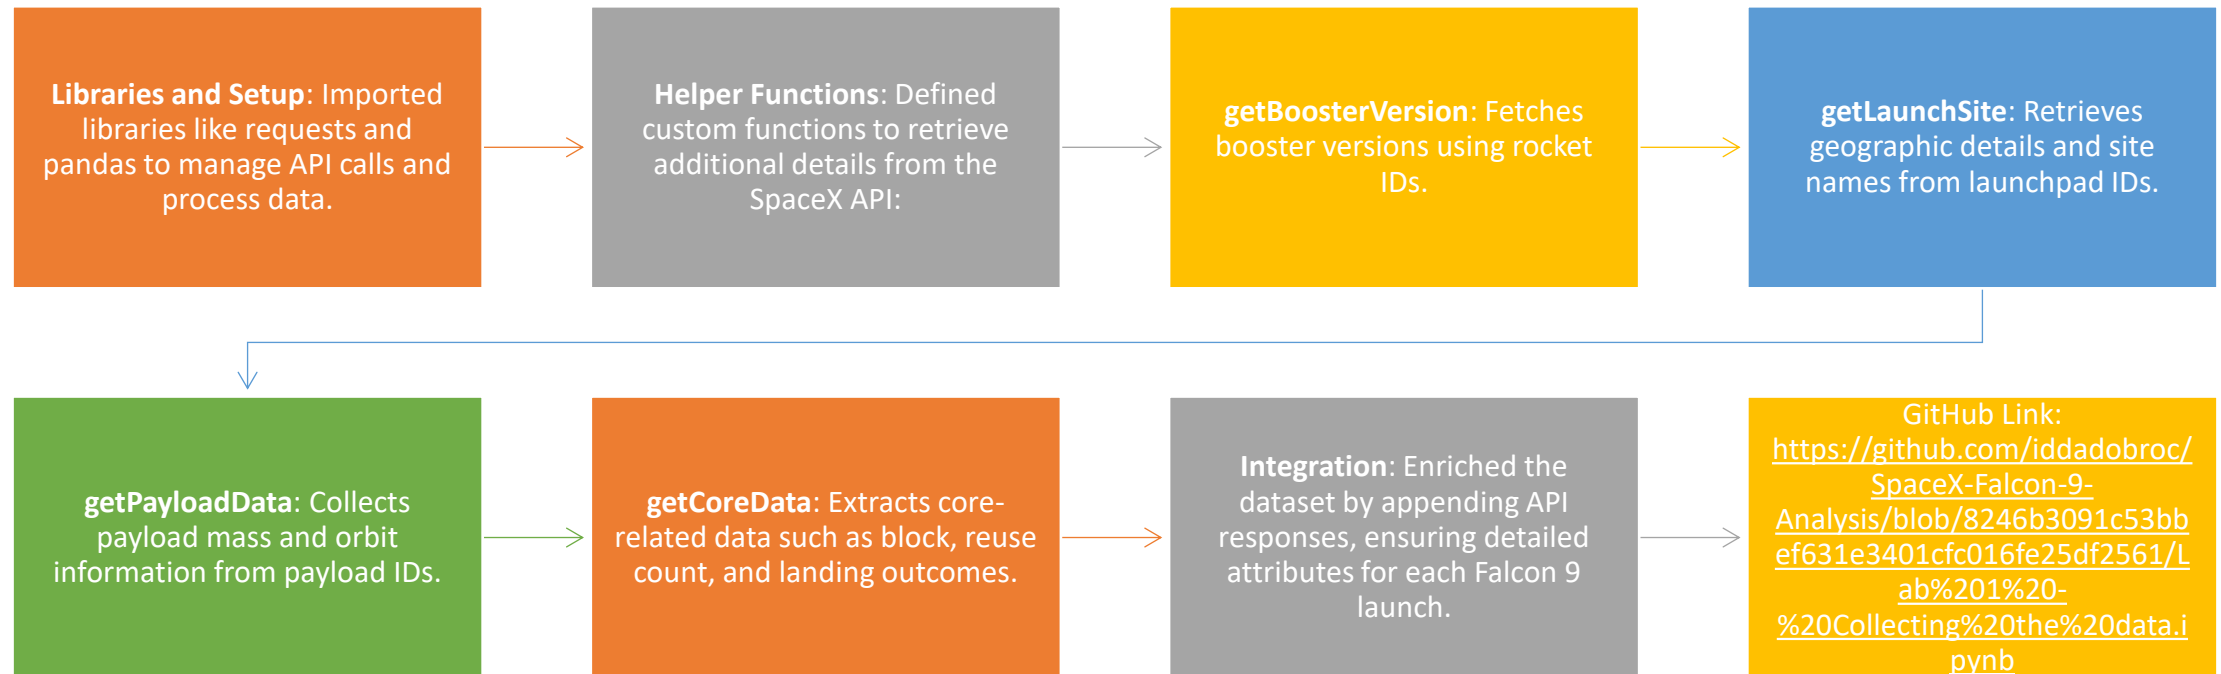 Libraries and Setup: Imported
libraries like requests and
pandas to manage API calls and
process data.
Helper Functions: Defined
custom functions to retrieve
additional details from the
SpaceX API:
getBoosterVersion: Fetches
booster versions using rocket
IDs.
getLaunchSite: Retrieves
geographic details and site
names from launchpad IDs.
getPayloadData: Collects
payload mass and orbit
information from payload IDs.
getCoreData: Extracts core-
related data such as block, reuse
count, and landing outcomes.
Integration: Enriched the
dataset by appending API
responses, ensuring detailed
attributes for each Falcon 9
launch.
GitHub Link:
https://github.com/iddadobroc/
SpaceX-Falcon-9-
Analysis/blob/8246b3091c53bb
ef631e3401cfc016fe25df2561/L
ab%201%20-
%20Collecting%20the%20data.i
pynb